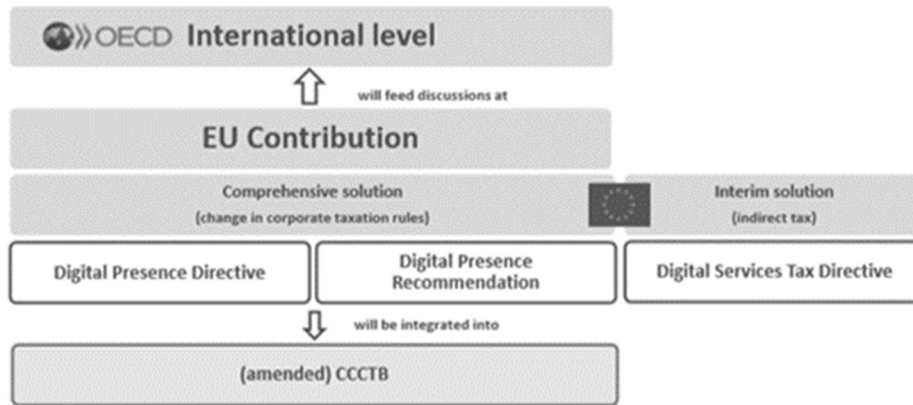 OECD International level
will feed discussions at
EU Contribution
Comprehensive solution
(change in corporate taxation rules)
Interim solution
(indirect tax)
Digital Presence Directive
Digital Presence
Recommendation
Digital Services Tax Directive
will be integrated into
(amended) CCCTB